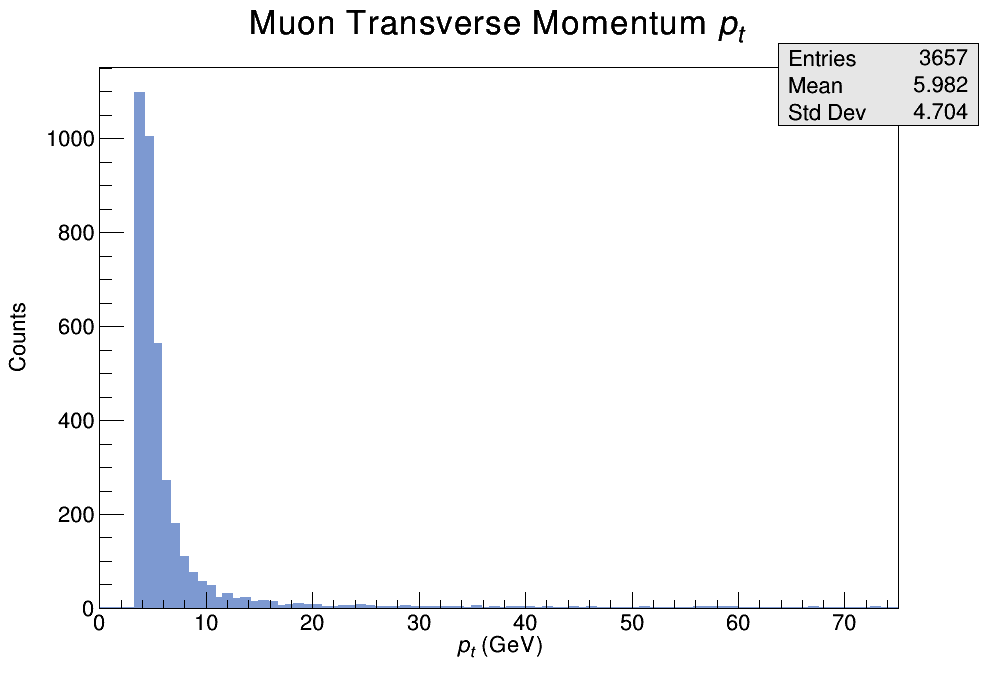 Muon Transverse Momentum pt
Entries 3657
Mean 5.982
Std Dev 4.704
1000
800
600
400
200
0
Counts
0 10 20 30 40 50 60 70
pt (GeV)